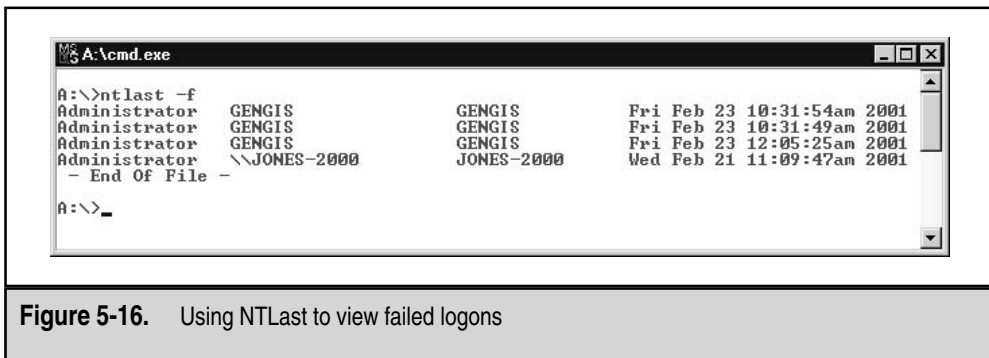 A:\cmd.exe
A:\>ntlast -f
Administrator GENGIS GENGIS Fri Feb 23 10:31:54am 2001
Administrator GENGIS GENGIS Fri Feb 23 10:31:49am 2001
Administrator GENGIS GENGIS Fri Feb 23 12:05:25am 2001
Administrator \\JONES-2000 JONES-2000 Wed Feb 21 11:09:47am 2001
- End Of File -
A:\>_
Figure 5-16. Using NTLast to view failed logons